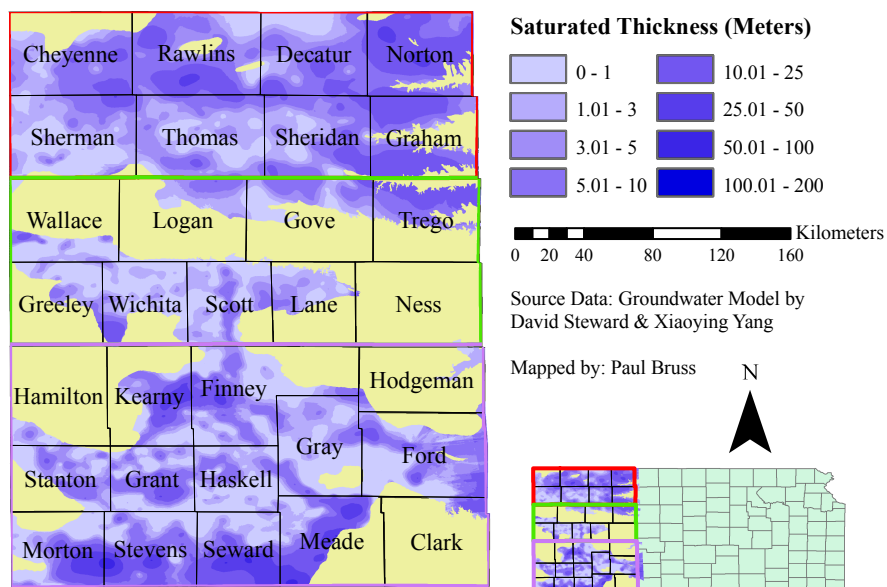 Saturated Thickness (Meters)
0 - 1
10.01 - 25
1.01 - 3
25.01 - 50
3.01 - 5
50.01 - 100
5.01 - 10
100.01 - 200
Kilometers
0 20 40 80 120 160
Source Data: Groundwater Model by
David Steward & Xiaoying Yang
Mapped by: Paul Bruss
N
Cheyenne Rawlins Decatur Norton
Sherman Thomas Sheridan Graham
Wallace Logan Gove Trego
Greeley Wichita Scott Lane Ness
Hamilton Kearny Finney Hodgeman
Gray Ford
Stanton Grant Haskell
Morton Stevens Seward Meade Clark